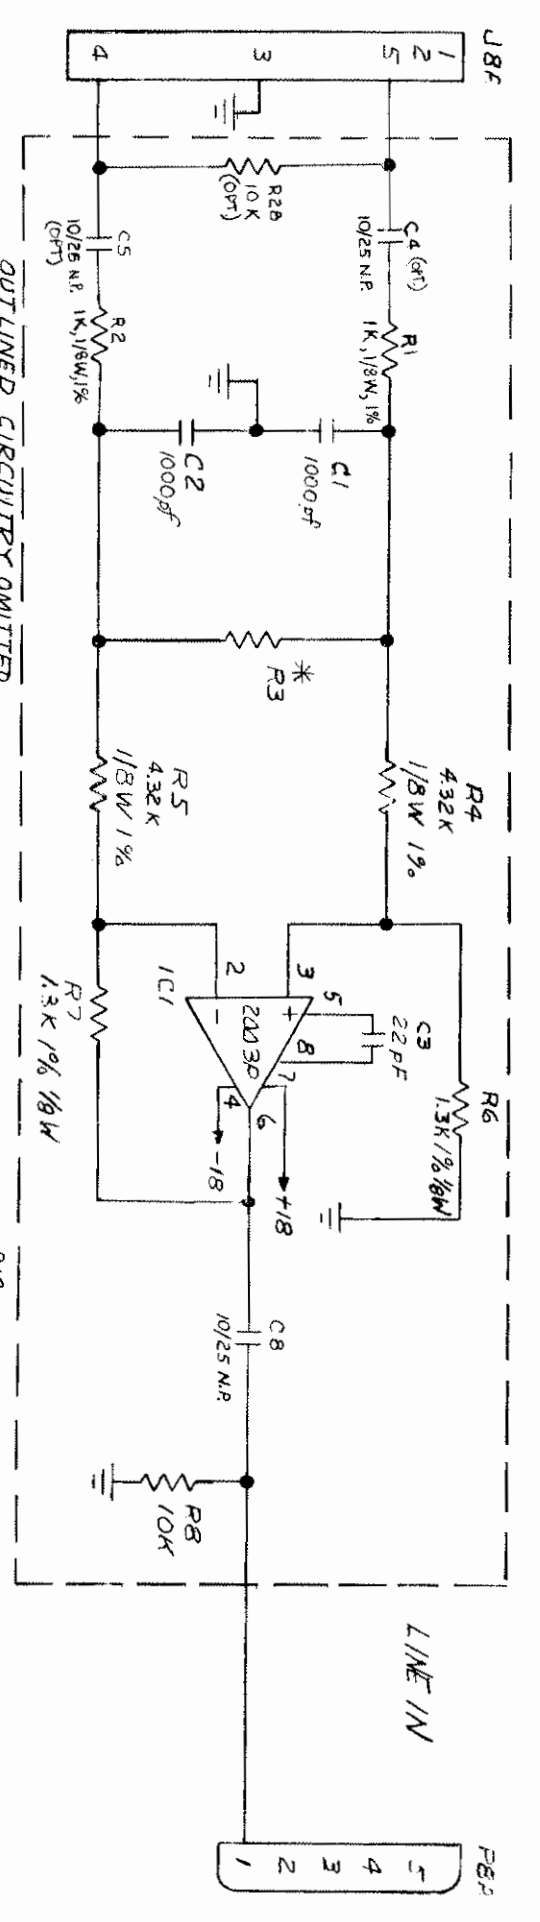 J8A
1 2 5 3 4
R28
10K
(OPT)
C4 (OPT)
10/25 N.P.
C5
10/25 N.P.
(OPT)
R1
1K, 1/8W, 1%
R2
1K, 1/8W, 1%
C1
1000pf
C2
1000pf
*
R3
R4
4.32K
1/8W 1%
R5
4.32K
1/8W 1%
IC1
2
3
-
+
5
8
7
4
6
C3
22pF
-18
+18
R6
1.3K 1% 1/8W
R7
1.3K 1% 1/8W
C8
10/25 N.P.
R8
10K
LINE IN
5 4 3 2 1
OUTLINED CIRCUITRY OMITTED